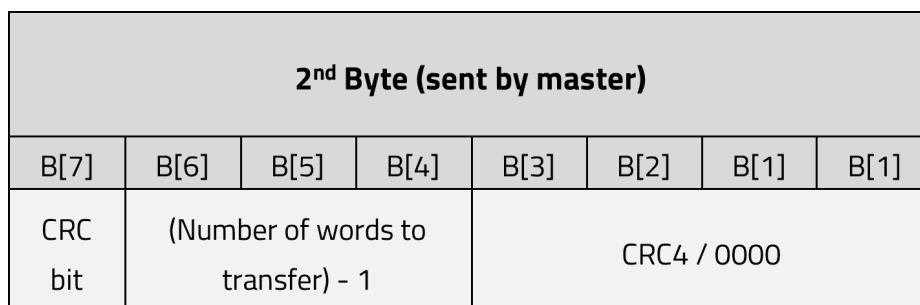 2nd Byte (sent by master)
B[7] B[6] B[5] B[4] B[3] B[2] B[1] B[1]
CRC bit
(Number of words to transfer) - 1
CRC4 / 0000